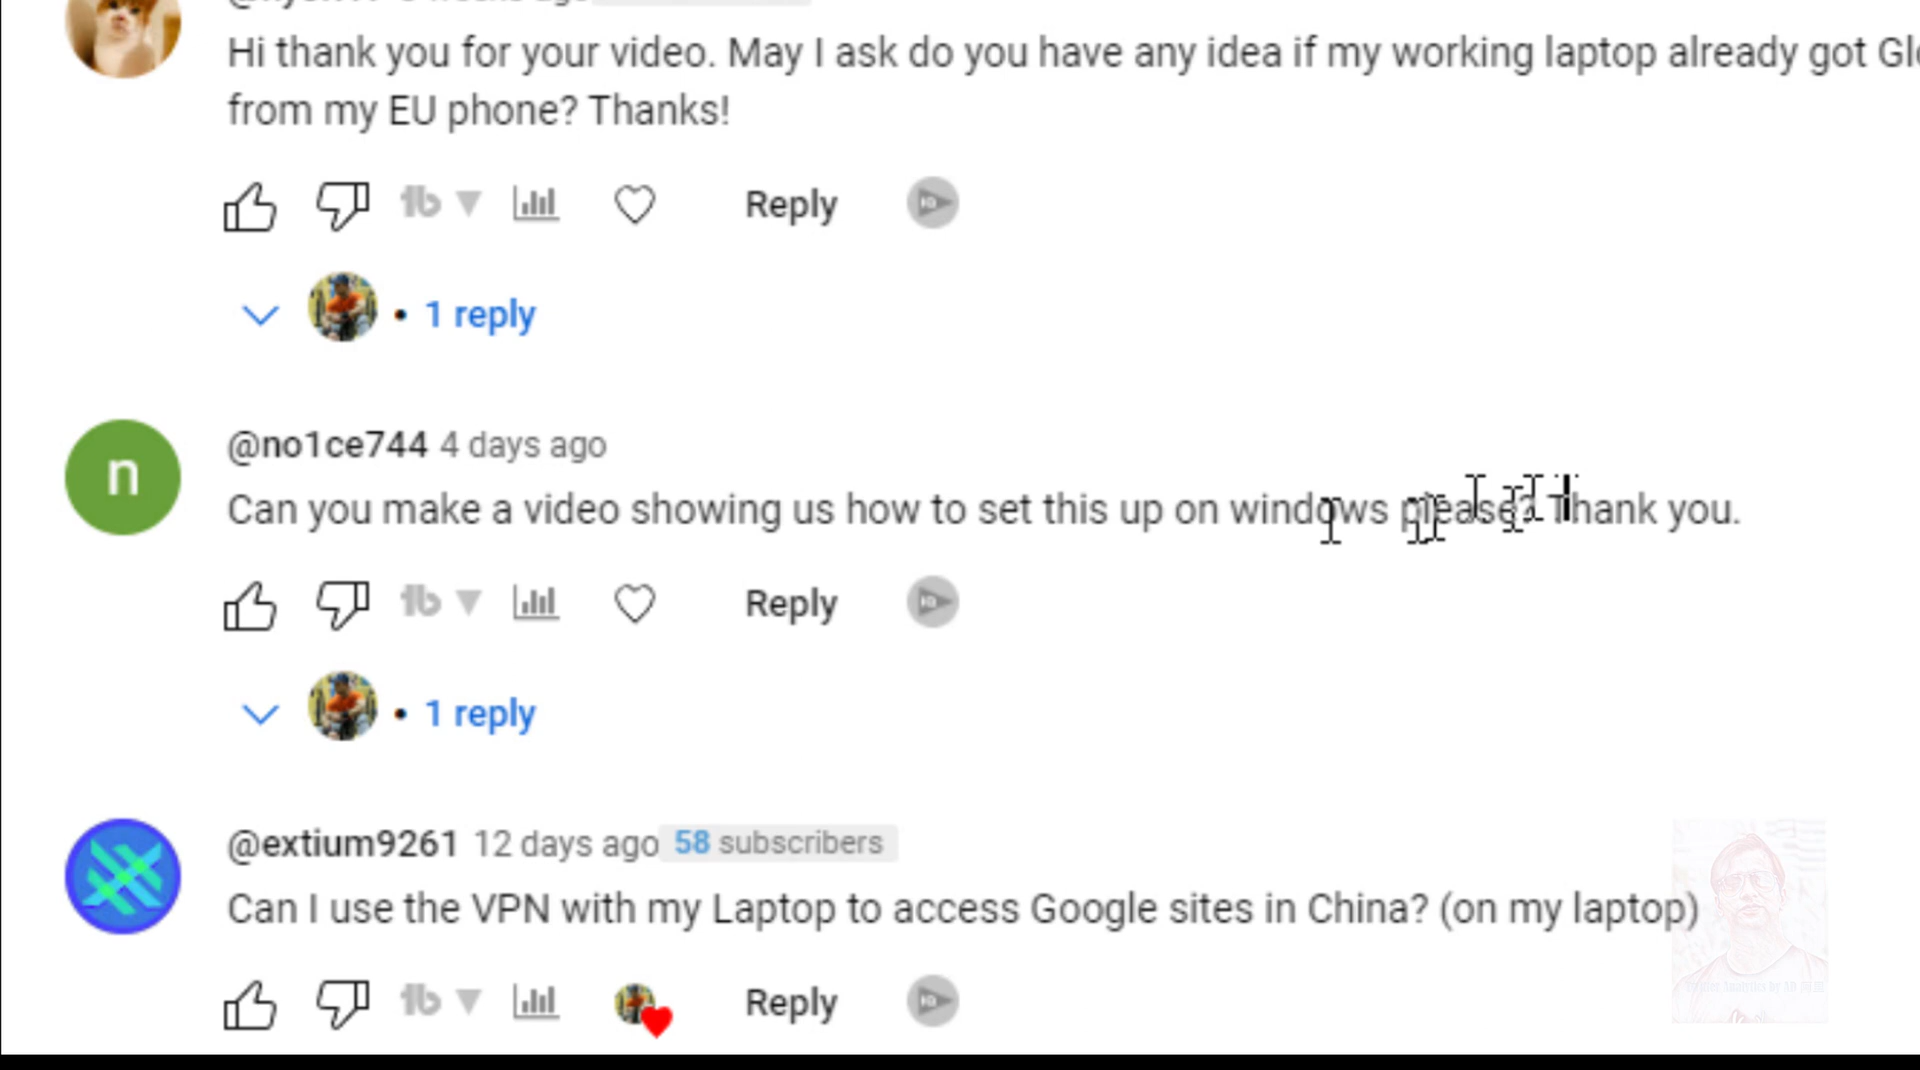 Hi thank you for your video. May I ask do you have any idea if my working laptop already got
from my EU phone? Thanks!
Reply
• 1 reply
n
@no1ce744 4 days ago
Can you make a video showing us how to set this up on windows please? Thank you.
Reply
• 1 reply
@extium9261 12 days ago 58 subscribers
Can I use the VPN with my Laptop to access Google sites in China? (on my laptop)
Reply